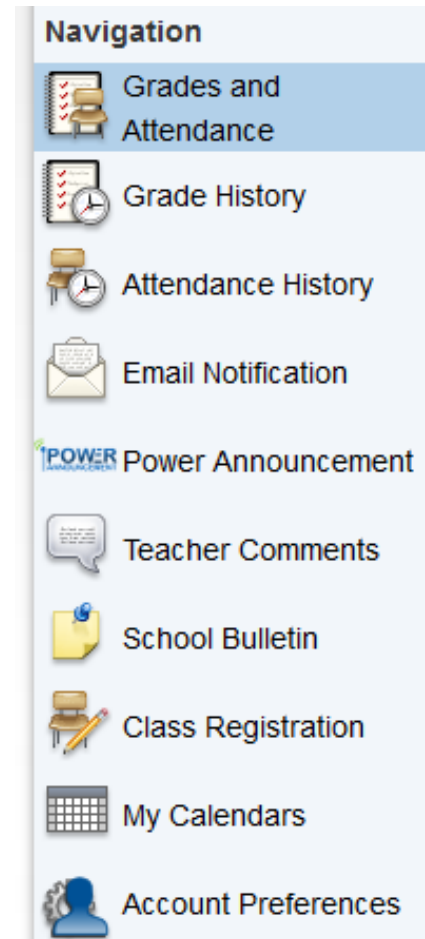 Navigation
Grades and
Attendance
Grade History
Attendance History
Email Notification
POWER
ANNOUNCEMENT
Power Announcement
Teacher Comments
School Bulletin
Class Registration
My Calendars
Account Preferences